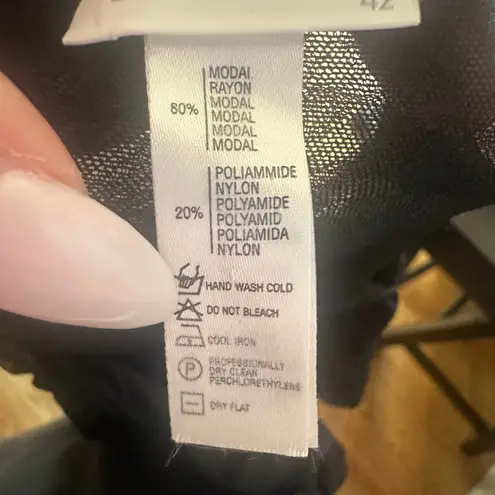 42
MODAL
RAYON
MODAL
MODAL
MODAL
MODAL
80%
POLIAMMIDE
NYLON
POLYAMIDE
POLYAMID
POLIAMIDA
NYLON
20%
HAND WASH COLD
DO NOT BLEACH
COOL IRON
P
PROFESSIONALLY
DRY CLEAN
PERCHLORETHYLENE
DRY FLAT